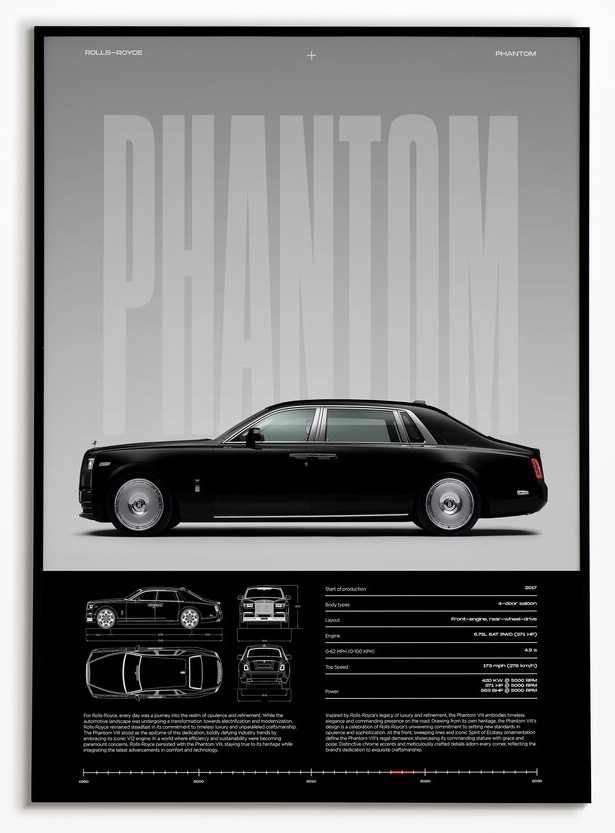 ROLLS-ROYCE
PHANTOM
PHANTOM
Start of production 2017
Body types 4-door saloon
Layout Front-engine, rear-wheel-drive
Engine 6.75L 8AT RWD (571 HP)
0-62 MPH (0-100 KPH) 4.9 s
Top Speed 173 mph (278 km/h)
420 KW @ 5000 RPM
571 HP @ 5000 RPM
Power 563 BHP @ 5000 RPM
For Rolls-Royce, every day was a journey into the realm of opulence and refinement. While the
automotive landscape was undergoing a transformation towards electrification and modernization,
Rolls-Royce remained steadfast in its commitment to timeless luxury and unparalleled craftsmanship.
The Phantom VIII stood as the epitome of this dedication, boldly defying industry trends by
embracing its iconic V12 engine. In a world where efficiency and sustainability were becoming
paramount concerns, Rolls-Royce persisted with the Phantom VIII, staying true to its heritage while
integrating the latest advancements in comfort and technology.
Inspired by Rolls-Royce's legacy of luxury and refinement, the Phantom VIII embodies timeless
elegance and commanding presence on the road. Drawing from its own heritage, the Phantom VIII's
design is a celebration of Rolls-Royce's unwavering commitment to setting new standards in
opulence and sophistication. At the front, sweeping lines and iconic Spirit of Ecstasy ornamentation
define the Phantom VIII's regal demeanor, showcasing its commanding stature with grace and
poise. Distinctive chrome accents and meticulously crafted details adorn every corner, reflecting the
brand's dedication to exquisite craftsmanship.
1990 2000 2010 2020 2030